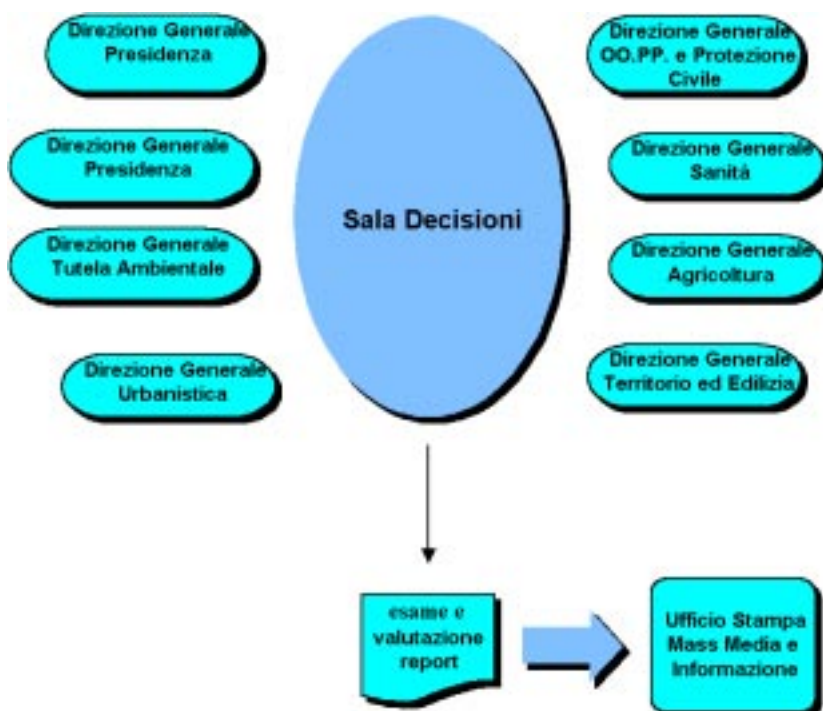 Direzione Generale
Presidenza
Direzione Generale
Presidenza
Direzione Generale
Tutela Ambientale
Direzione Generale
Urbanistica
Sala Decisioni
Direzione Generale
OO.PP. e Protezione
Civile
Direzione Generale
Sanità
Direzione Generale
Agricoltura
Direzione Generale
Territorio ed Edilizia
esame e
valutazione
report
Ufficio Stampa
Mass Media e
Informazione